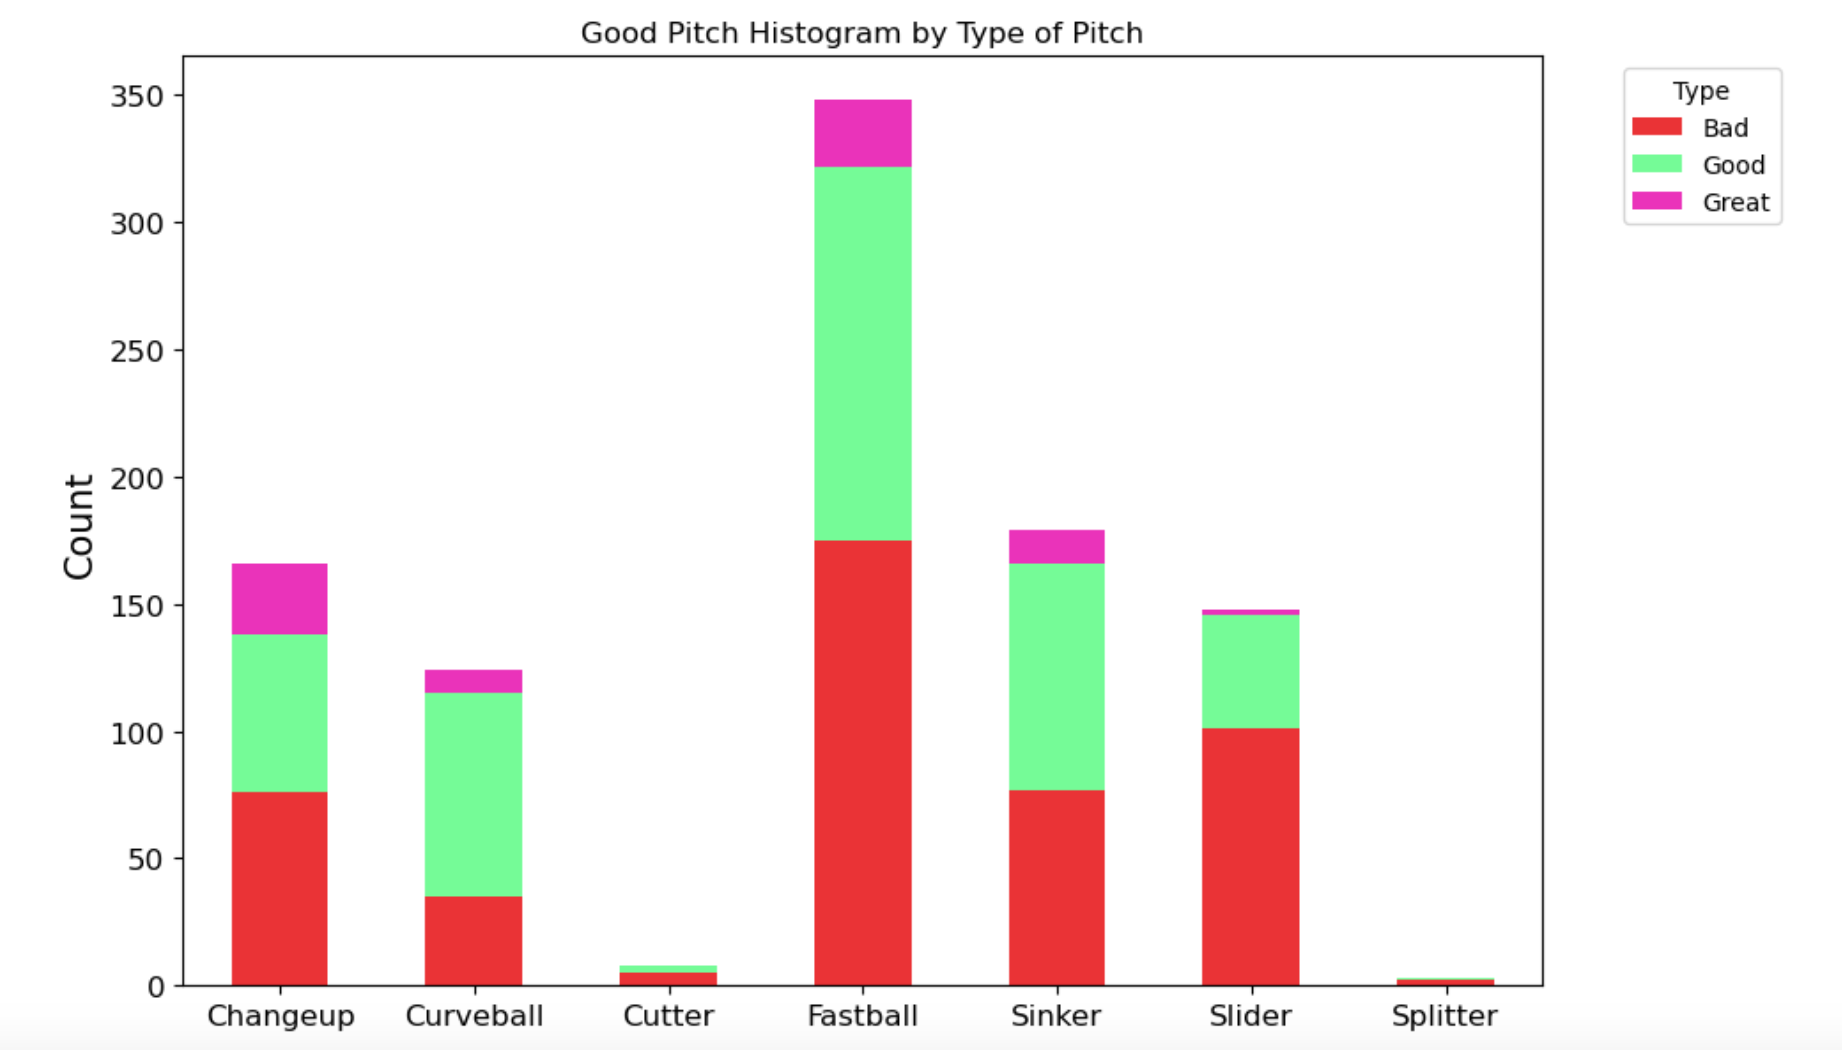 Good Pitch Histogram by Type of Pitch
Type
Bad
Good
Great
Count
350
300
250
200
150
100
50
0
Changeup Curveball Cutter Fastball Sinker Slider Splitter